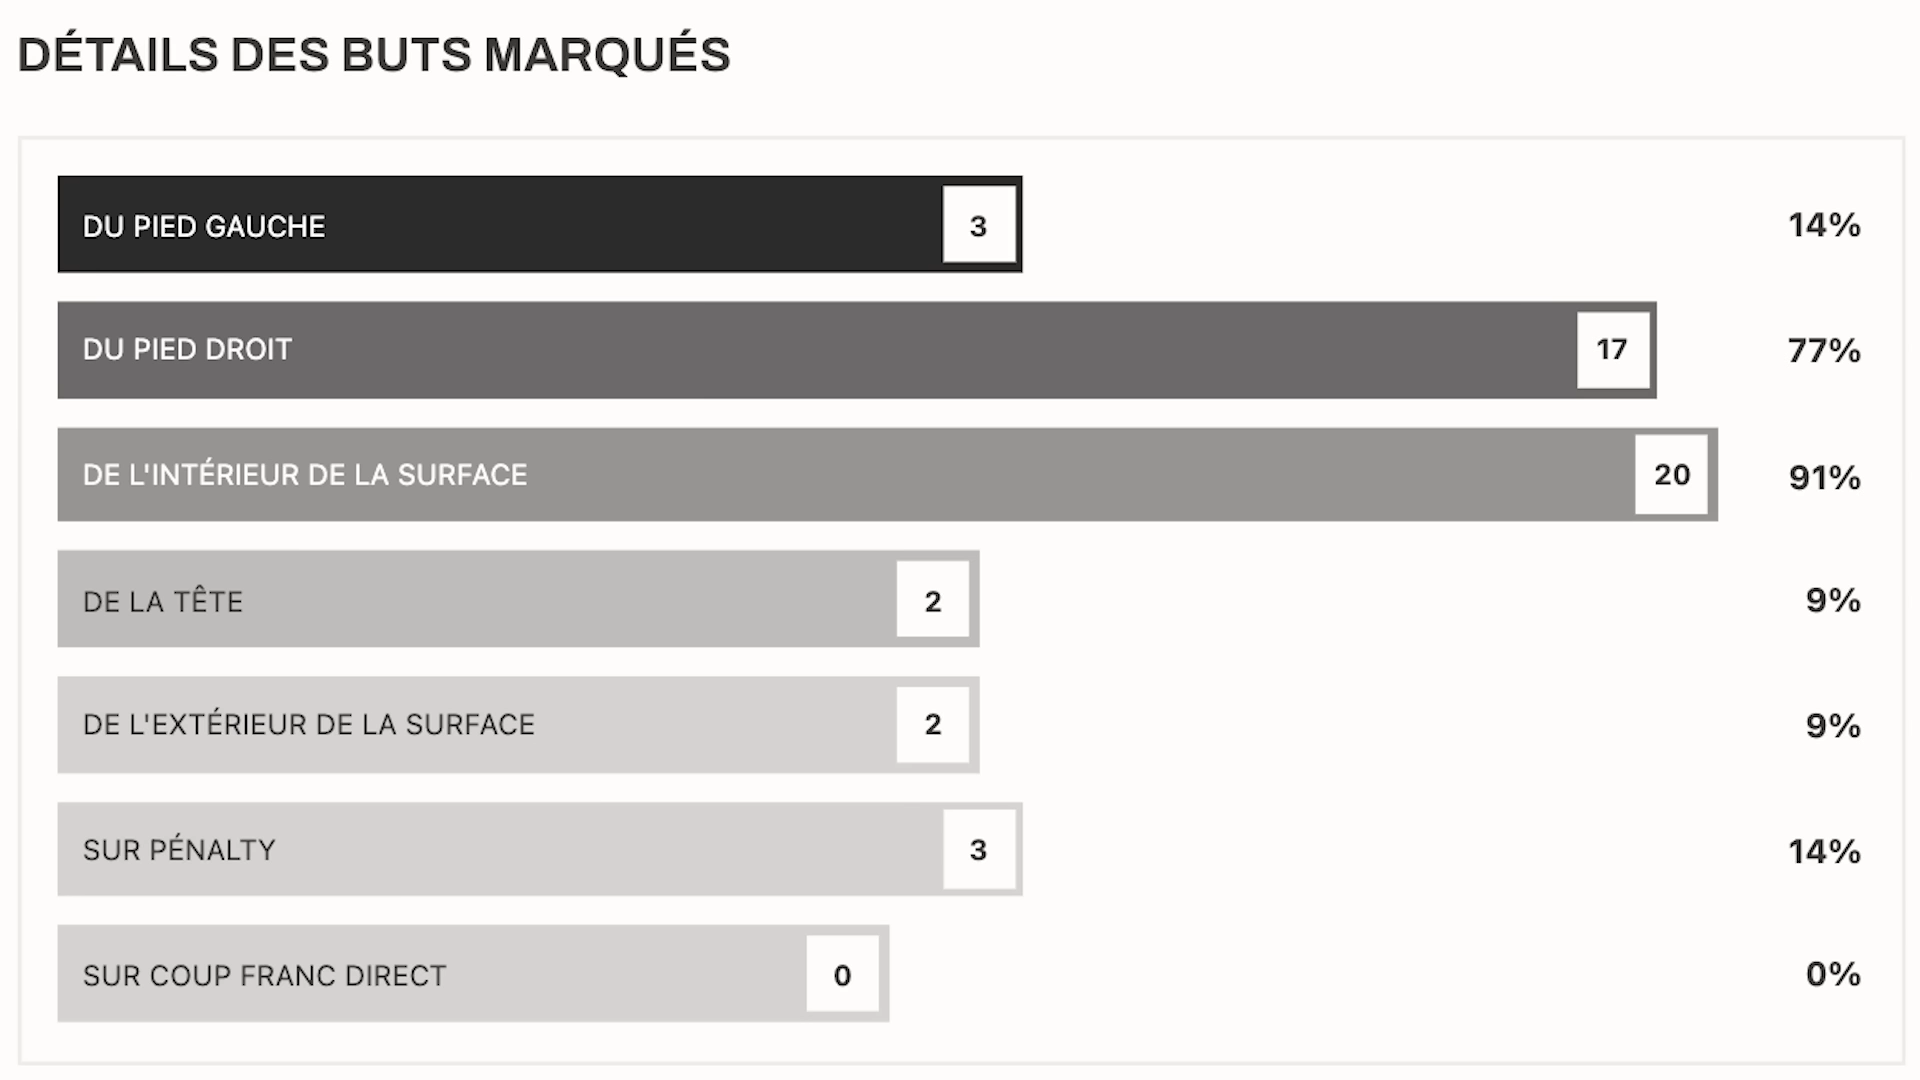 DÉTAILS DES BUTS MARQUÉS
DU PIED GAUCHE 3 14%
DU PIED DROIT 17 77%
DE L'INTÉRIEUR DE LA SURFACE 20 91%
DE LA TÊTE 2 9%
DE L'EXTÉRIEUR DE LA SURFACE 2 9%
SUR PÉNALTY 3 14%
SUR COUP FRANC DIRECT 0 0%